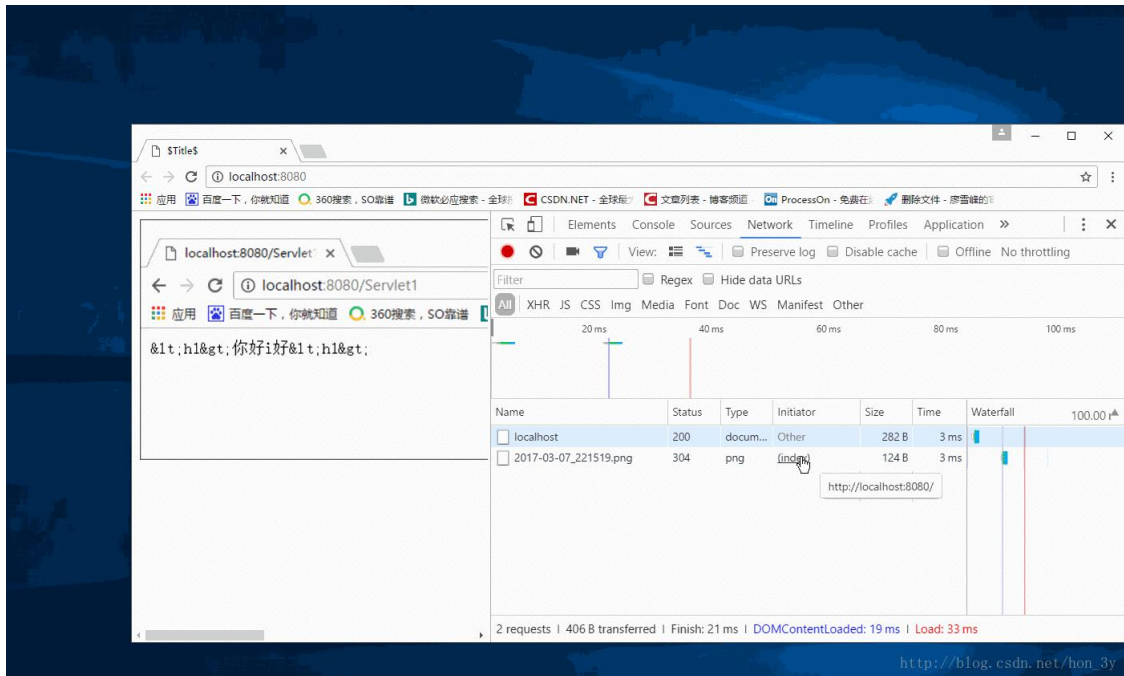 $Title$
localhost:8080
应用 百度一下,你就知道 360搜索,SO靠谱 微软必应搜索 - 全球 CSDN.NET - 全球最 文章列表 - 博客频道 ProcessOn - 免费在 删除文件 - 廖雪峰的
localhost:8080/Servlet
localhost:8080/Servlet1
应用 百度一下,你就知道 360搜索,SO靠谱
&lt;h1&gt;你好i好&lt;h1&gt;
Elements Console Sources Network Timeline Profiles Application »
View: Preserve log Disable cache Offline No throttling
Filter Regex Hide data URLs
All XHR JS CSS Img Media Font Doc WS Manifest Other
20 ms 40 ms 60 ms 80 ms 100 ms
Name Status Type Initiator Size Time Waterfall 100.00
localhost 200 docum... Other 282 B 3 ms
2017-03-07_221519.png 304 png (index) 124 B 3 ms
http://localhost:8080/
2 requests | 406 B transferred | Finish: 21 ms | DOMContentLoaded: 19 ms | Load: 33 ms
http://blog.csdn.net/hon_3y